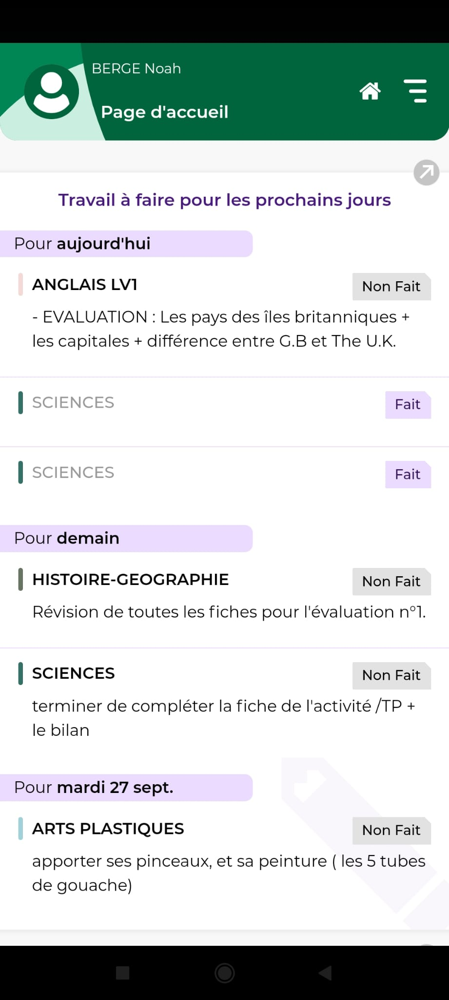 BERGE Noah
Page d'accueil
Travail à faire pour les prochains jours
Pour aujourd'hui
ANGLAIS LV1
Non Fait
- EVALUATION : Les pays des îles britanniques +
les capitales + différence entre G.B et The U.K.
SCIENCES
Fait
SCIENCES
Fait
Pour demain
HISTOIRE-GEOGRAPHIE
Non Fait
Révision de toutes les fiches pour l'évaluation n°1.
SCIENCES
Non Fait
terminer de compléter la fiche de l'activité /TP +
le bilan
Pour mardi 27 sept.
ARTS PLASTIQUES
Non Fait
apporter ses pinceaux, et sa peinture ( les 5 tubes
de gouache)